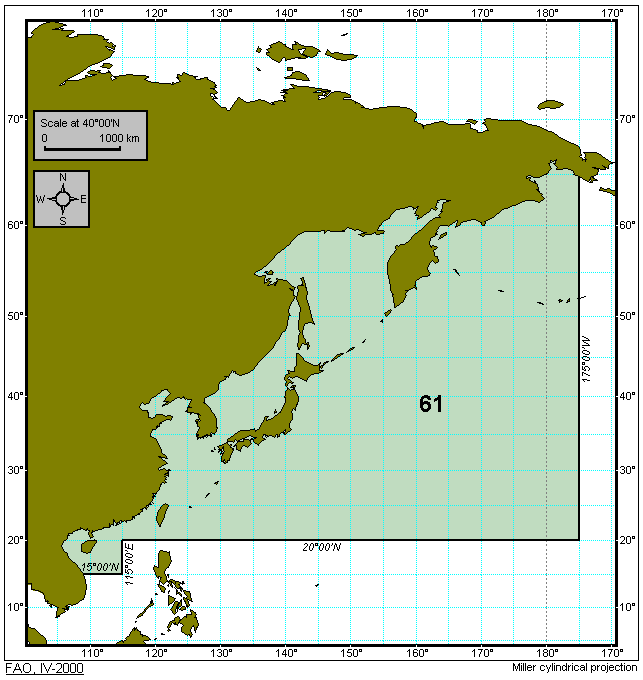 110° 120° 130° 140° 150° 160° 170° 180° 170°
Scale at 40°00'N
0 1000 km
N
W E
S
70° 70°
60° 60°
50° 50°
175°00'W
40° 40°
61
30° 30°
20° 20°
20°00'N
115°00'E
15°00'N
10° 10°
110° 120° 130° 140° 150° 160° 170° 180° 170°
FAO, IV-2000 Miller cylindrical projection